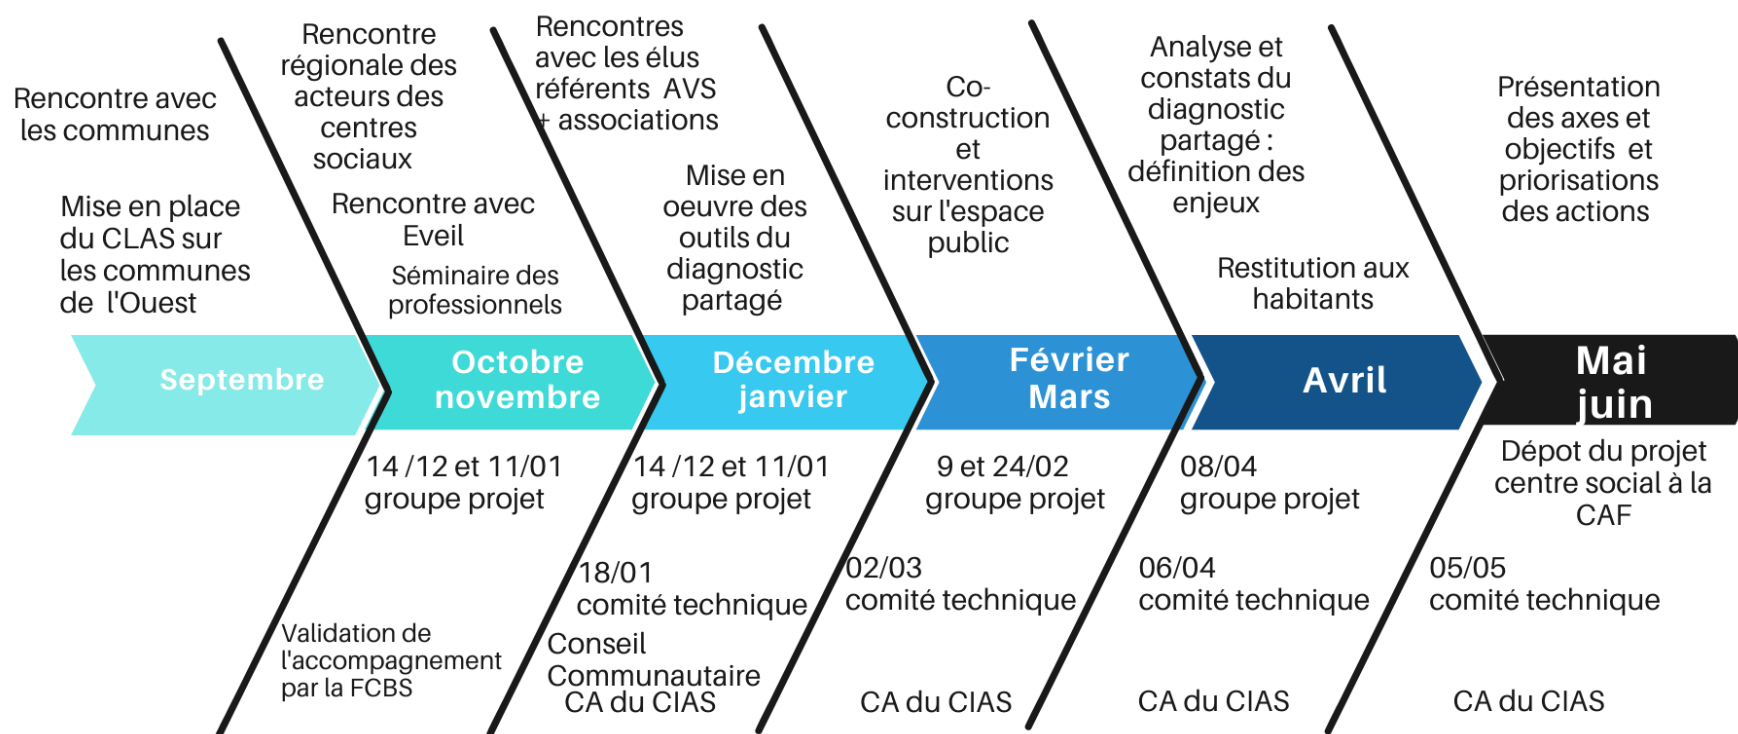 Rencontre avec
les communes
Mise en place
du CLAS sur
les communes
de l'Ouest
Rencontre
régionale des
acteurs des
centres
sociaux
Rencontre avec
Eveil
Séminaire des
professionnels
Rencontres
avec les élus
référents AVS
+ associations
Mise en
oeuvre des
outils du
diagnostic
partagé
Co-
construction
et
interventions
sur l'espace
public
Analyse et
constats du
diagnostic
partagé :
définition des
enjeux
Restitution aux
habitants
Présentation
des axes et
objectifs et
priorisations
des actions
Septembre
Octobre
novembre
Décembre
janvier
Février
Mars
Avril
Mai
juin
14 /12 et 11/01
groupe projet
Validation de
l'accompagnement
par la FCBS
14 /12 et 11/01
groupe projet
18/01
comité technique
Conseil
Communautaire
CA du CIAS
9 et 24/02
groupe projet
02/03
comité technique
CA du CIAS
08/04
groupe projet
06/04
comité technique
CA du CIAS
Dépot du projet
centre social à la
CAF
05/05
comité technique
CA du CIAS